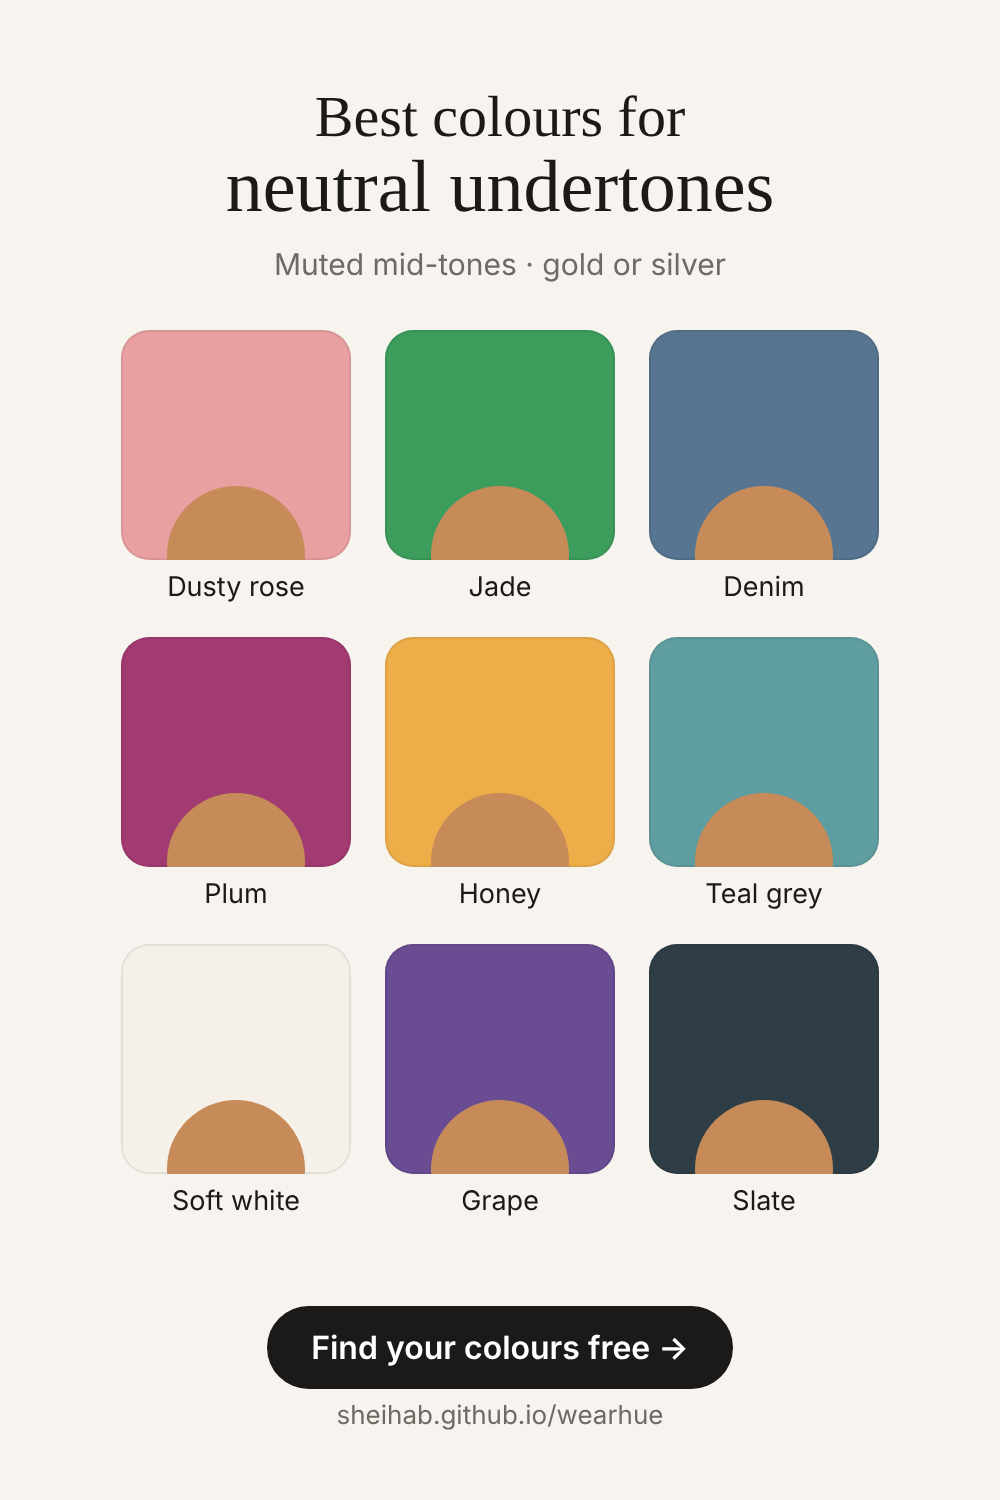 Best colours for
neutral undertones
Muted mid-tones · gold or silver
Dusty rose
Jade
Denim
Plum
Honey
Teal grey
Soft white
Grape
Slate
Find your colours free →
sheihab.github.io/wearhue